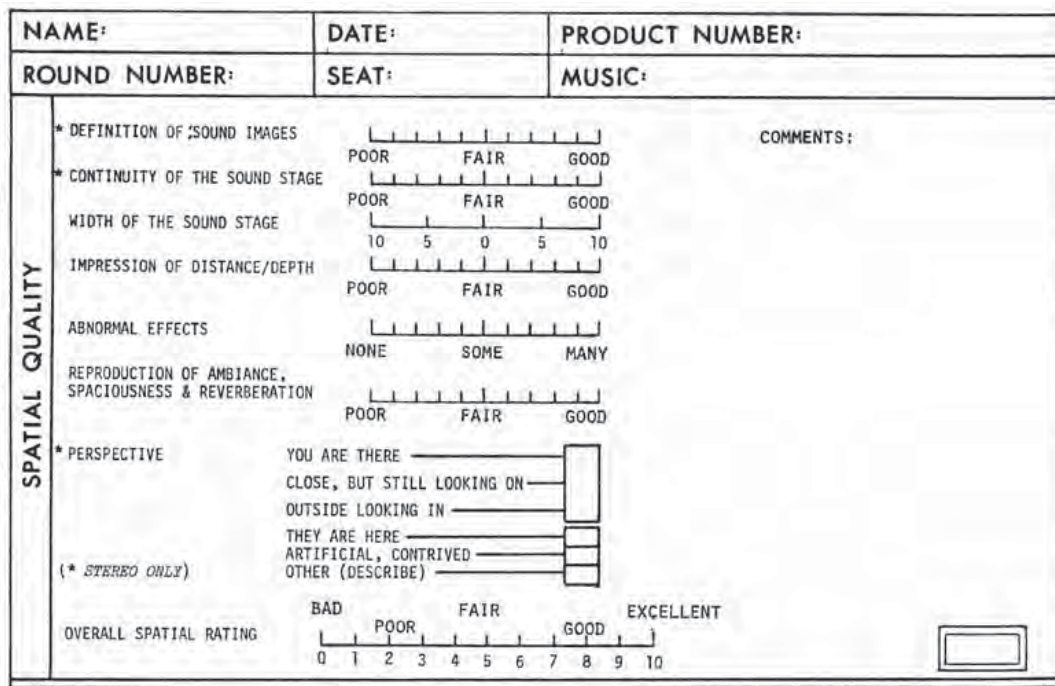 NAME: DATE: PRODUCT NUMBER:
ROUND NUMBER: SEAT: MUSIC:
SPATIAL QUALITY
* DEFINITION OF SOUND IMAGES
POOR FAIR GOOD
COMMENTS:
* CONTINUITY OF THE SOUND STAGE
POOR FAIR GOOD
WIDTH OF THE SOUND STAGE
10 5 0 5 10
IMPRESSION OF DISTANCE/DEPTH
POOR FAIR GOOD
ABNORMAL EFFECTS
NONE SOME MANY
REPRODUCTION OF AMBIANCE,
SPACIOUSNESS & REVERBERATION
POOR FAIR GOOD
* PERSPECTIVE
YOU ARE THERE
CLOSE, BUT STILL LOOKING ON
OUTSIDE LOOKING IN
THEY ARE HERE
ARTIFICIAL, CONTRIVED
OTHER (DESCRIBE)
(* STEREO ONLY)
OVERALL SPATIAL RATING
BAD FAIR EXCELLENT
POOR GOOD
0 1 2 3 4 5 6 7 8 9 10